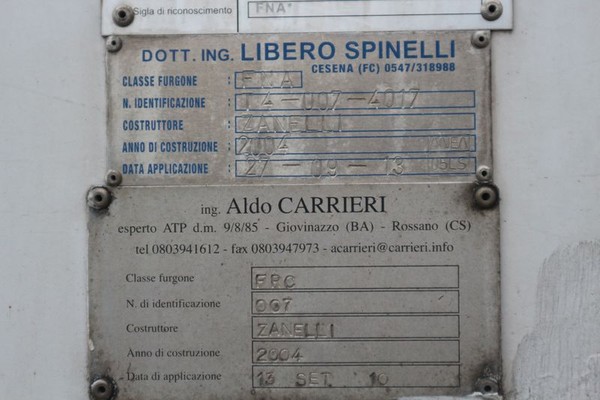 Sigla di riconoscimento FNA*
DOTT. ING. LIBERO SPINELLI
CESENA (FC) 0547/318988
CLASSE FURGONE : FNA
N. IDENTIFICAZIONE : 14-007-4017
COSTRUTTORE : ZANELLI
ANNO DI COSTRUZIONE : 2004
DATA APPLICAZIONE : 27-09-13
ing. Aldo CARRIERI
esperto ATP d.m. 9/8/85 - Giovinazzo (BA) - Rossano (CS)
tel 0803941612 - fax 0803947973 - acarrieri@carrieri.info
Classe furgone FRC
N. di identificazione 067
Costruttore ZANELLI
Anno di costruzione 2004
Data di applicazione 13 SET 10